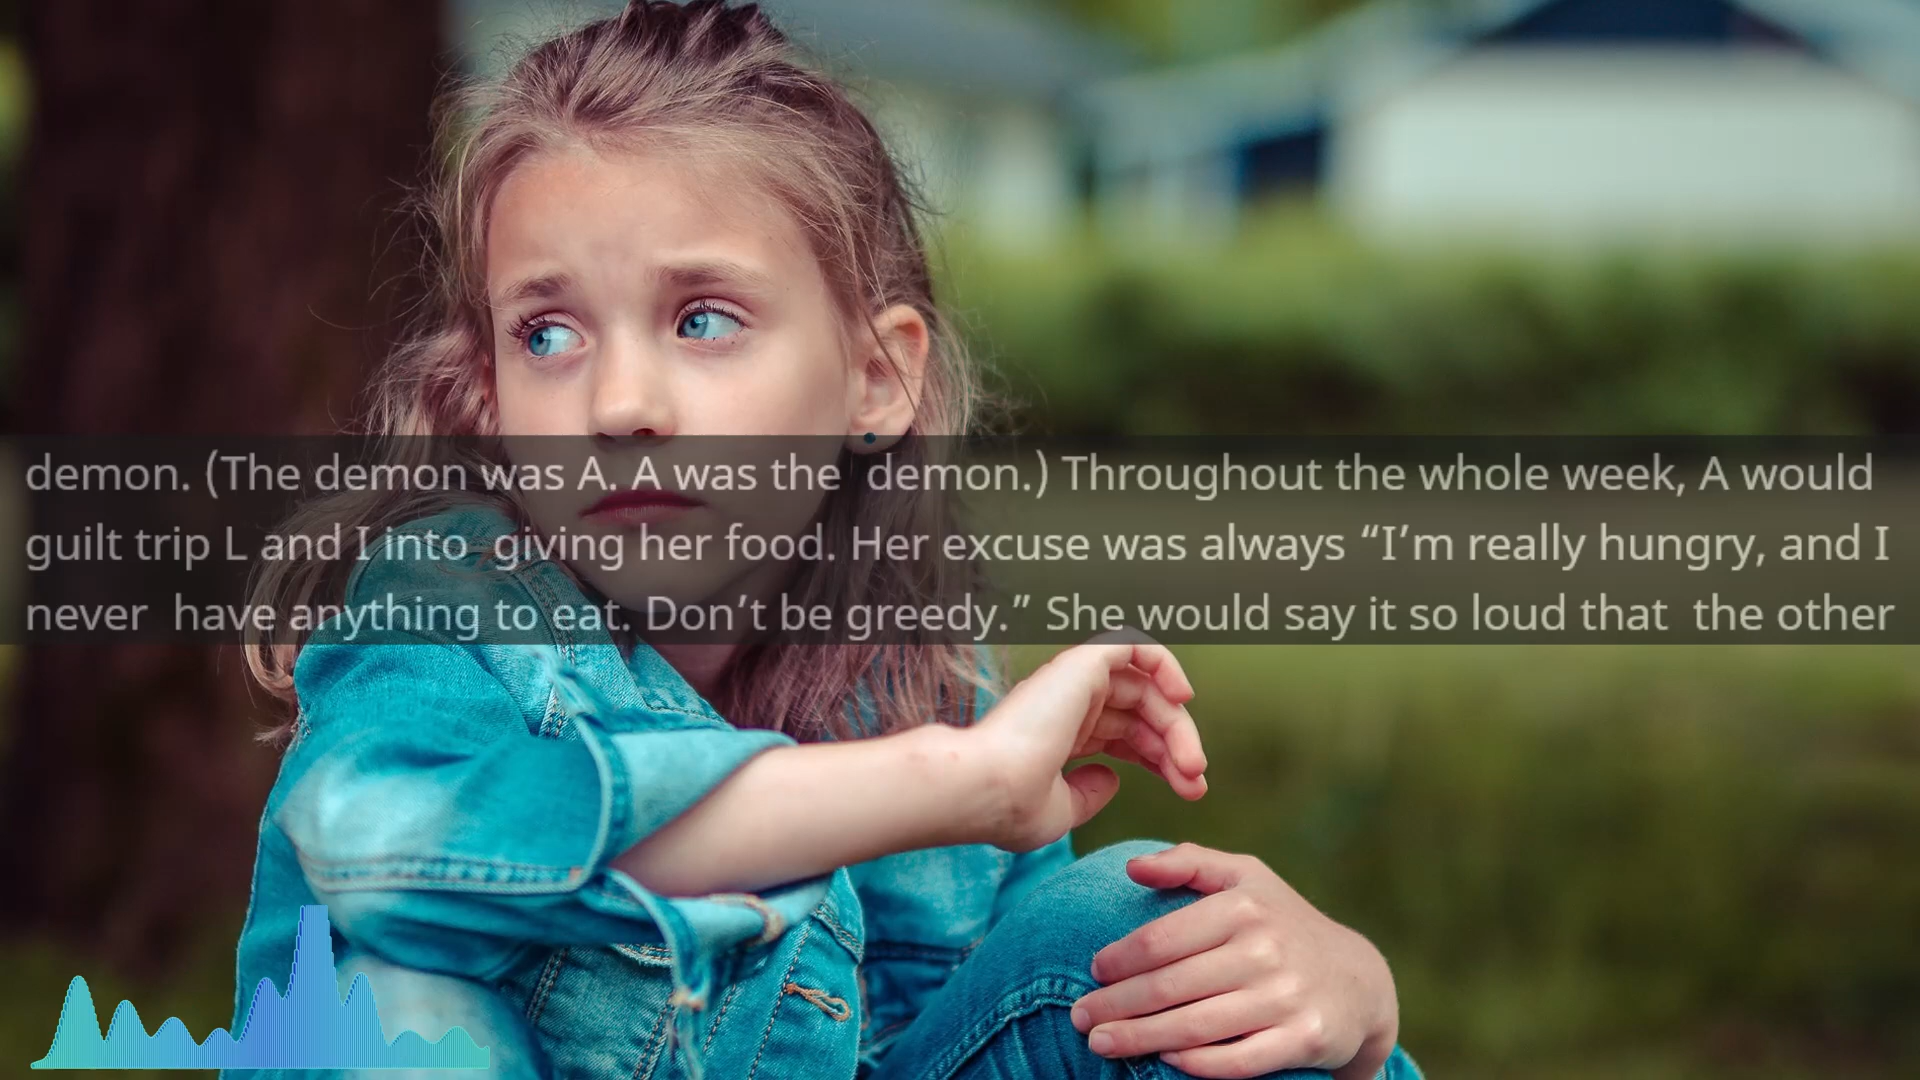 demon. (The demon was A. A was the  demon.) Throughout the whole week, A would
guilt trip L and I into  giving her food. Her excuse was always “I’m really hungry, and I
never  have anything to eat. Don’t be greedy.” She would say it so loud that  the other